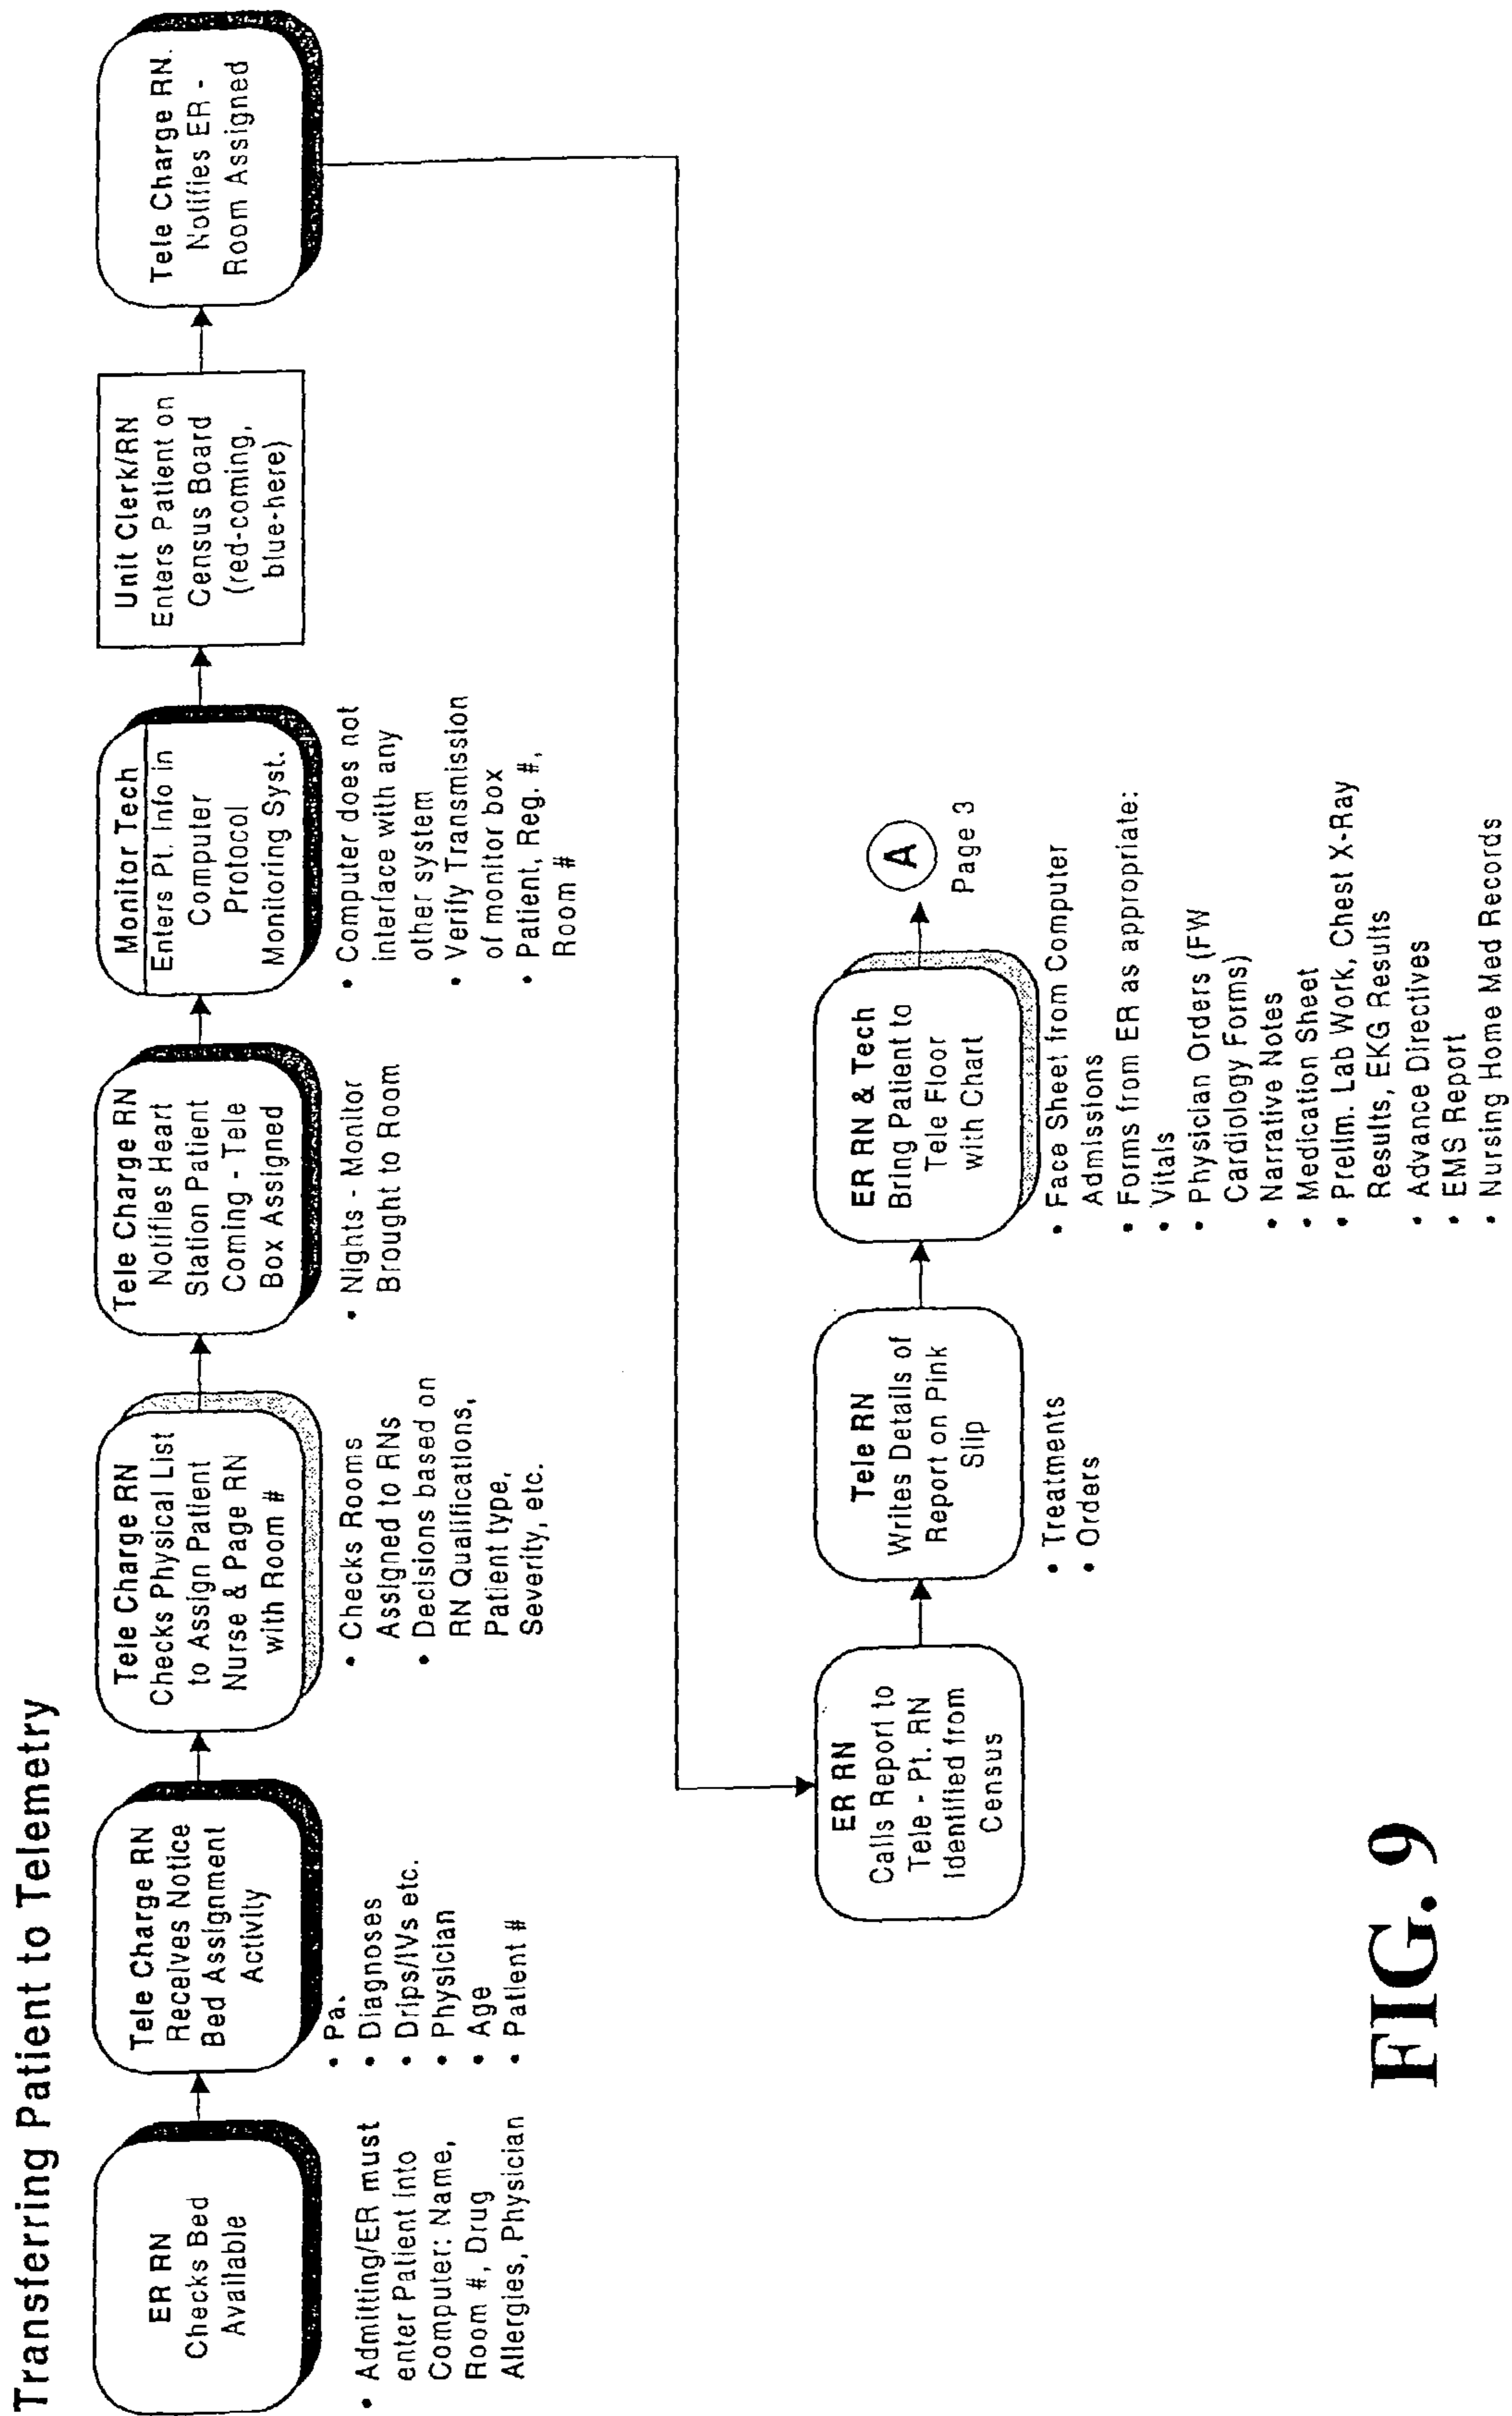 Transferring Patient to Telemetry
ER RN
Checks Bed
Available
• Admitting/ER must
enter Patient into
Computer: Name,
Room #, Drug
Allergies, Physician
Tele Charge RN
Receives Notice
Bed Assignment
Activity
• Pa.
• Diagnoses
• Drips/IVs etc.
• Physician
• Age
• Patient #
Tele Charge RN
Checks Physical List
to Assign Patient
Nurse & Page RN
with Room #
• Checks Rooms
Assigned to RNs
• Decisions based on
RN Qualifications,
Patient type,
Severity, etc.
Tele Charge RN
Notifies Heart
Station Patient
Coming - Tele
Box Assigned
• Nights - Monitor
Brought to Room
Monitor Tech
Enters Pt. Info in
Computer
Protocol
Monitoring Syst.
• Computer does not
interface with any
other system
• Verify Transmission
of monitor box
• Patient, Reg. #,
Room #
Unit Clerk/RN
Enters Patient on
Census Board
(red-coming,
blue-here)
Tele Charge RN.
Notifies ER -
Room Assigned
ER RN
Calls Report to
Tele - Pt. RN
Identified from
Census
Tele RN
Writes Details of
Report on Pink
Slip
• Treatments
• Orders
ER RN & Tech
Bring Patient to
Tele Floor
with Chart
• Face Sheet from Computer
Admissions
• Forms from ER as appropriate:
• Vitals
• Physician Orders (FW
Cardiology Forms)
• Narrative Notes
• Medication Sheet
• Prelim. Lab Work, Chest X-Ray
Results, EKG Results
• Advance Directives
• EMS Report
• Nursing Home Med Records
A
Page 3
FIG. 9